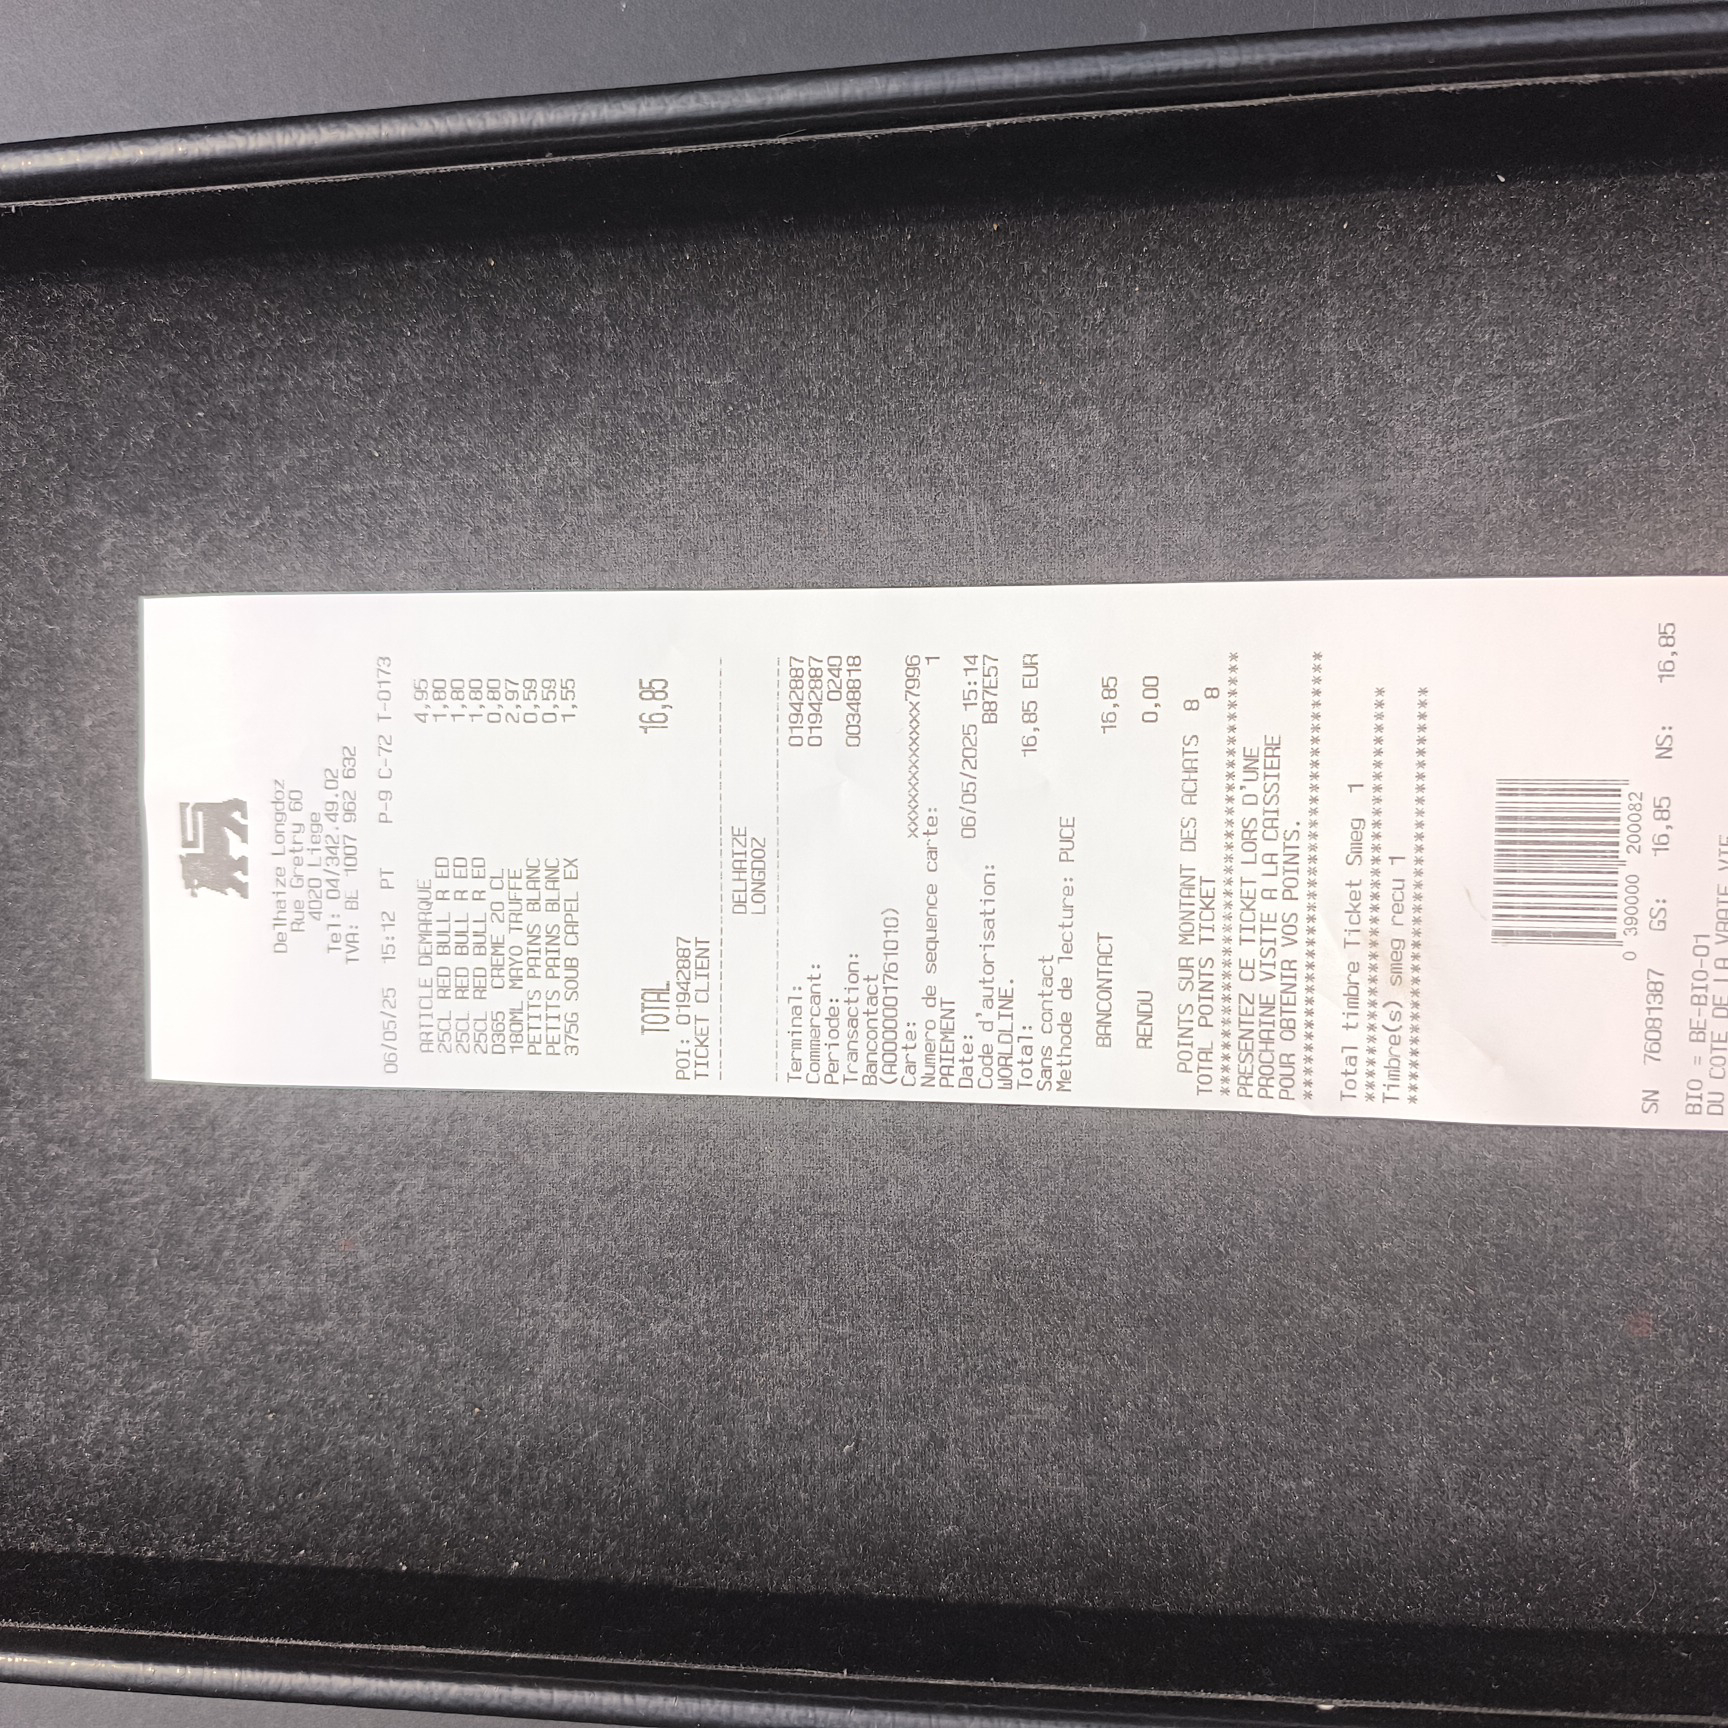 Delhaize Longdoz
Rue Gretry 60
4020 Liege
Tel: 04/342.49.02
TVA: BE 1007 962 632
06/05/25 15:12 PT P-9 C-72 T-0173
ARTICLE DEMARQUE 4,95
25CL RED BULL R ED 1,80
25CL RED BULL R ED 1,80
25CL RED BULL R ED 1,80
D365 CREME 20 CL 0,80
180ML MAYO TRUFFE 2,97
PETITS PAINS BLANC 0,59
PETITS PAINS BLANC 0,59
375G SOUB CAPEL EX 1,55
TOTAL 16,85
POI: 01942887
TICKET CLIENT
--------------------------------
DELHAIZE
LONGDOZ
--------------------------------
Terminal: 01942887
Commercant: 01942887
Periode: 0240
Transaction: 00348818
Bancontact
(A0000001761010)
Carte: xxxxxxxxxxxxx7996
Numero de sequence carte: 1
PAIEMENT
Date: 06/05/2025 15:14
Code d'autorisation: B87E57
WORLDLINE.
Total: 16,85 EUR
Sans contact
Methode de lecture: PUCE
BANCONTACT 16,85
RENDU 0,00
POINTS SUR MONTANT DES ACHATS 8
TOTAL POINTS TICKET 8
**************************************
PRESENTEZ CE TICKET LORS D'UNE
PROCHAINE VISITE A LA CAISSIERE
POUR OBTENIR VOS POINTS.
**************************************
Total timbre Ticket Smeg 1
***********************************
Timbre(s) smeg recu 1
***********************************
0 390000 200082
SN 76081387 GS: 16,85 NS: 16,85
BIO = BE-BIO-01
DU COTE DE LA VRAIE VIE